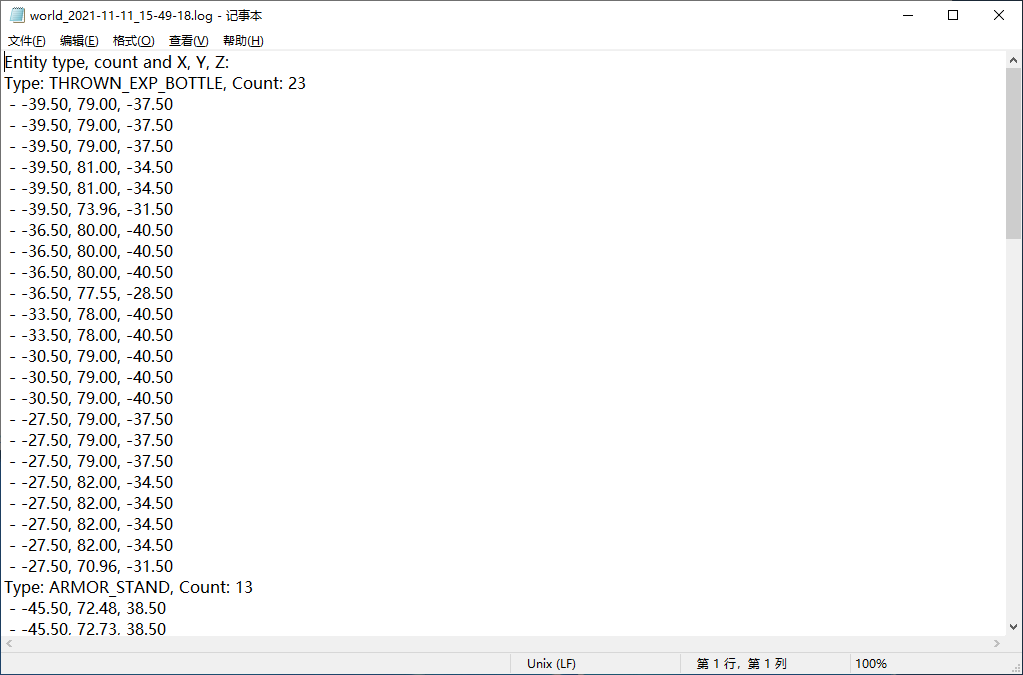 world_2021-11-11_15-49-18.log - 记事本
文件(F) 编辑(E) 格式(O) 查看(V) 帮助(H)
Entity type, count and X, Y, Z:
Type: THROWN_EXP_BOTTLE, Count: 23
- -39.50, 79.00, -37.50
- -39.50, 79.00, -37.50
- -39.50, 79.00, -37.50
- -39.50, 81.00, -34.50
- -39.50, 81.00, -34.50
- -39.50, 73.96, -31.50
- -36.50, 80.00, -40.50
- -36.50, 80.00, -40.50
- -36.50, 80.00, -40.50
- -36.50, 77.55, -28.50
- -33.50, 78.00, -40.50
- -33.50, 78.00, -40.50
- -30.50, 79.00, -40.50
- -30.50, 79.00, -40.50
- -30.50, 79.00, -40.50
- -27.50, 79.00, -37.50
- -27.50, 79.00, -37.50
- -27.50, 79.00, -37.50
- -27.50, 82.00, -34.50
- -27.50, 82.00, -34.50
- -27.50, 82.00, -34.50
- -27.50, 82.00, -34.50
- -27.50, 70.96, -31.50
Type: ARMOR_STAND, Count: 13
- -45.50, 72.48, 38.50
- -45.50, 72.73, 38.50
Unix (LF) 第 1 行，第 1 列 100%